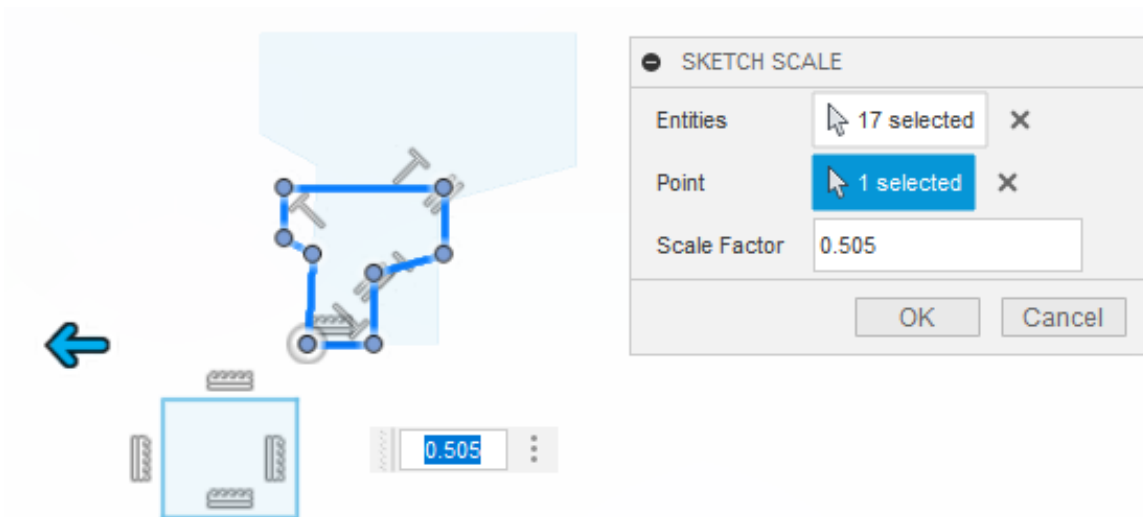 SKETCH SCALE
Entities 17 selected
Point 1 selected
Scale Factor 0.505
OK Cancel
0.505